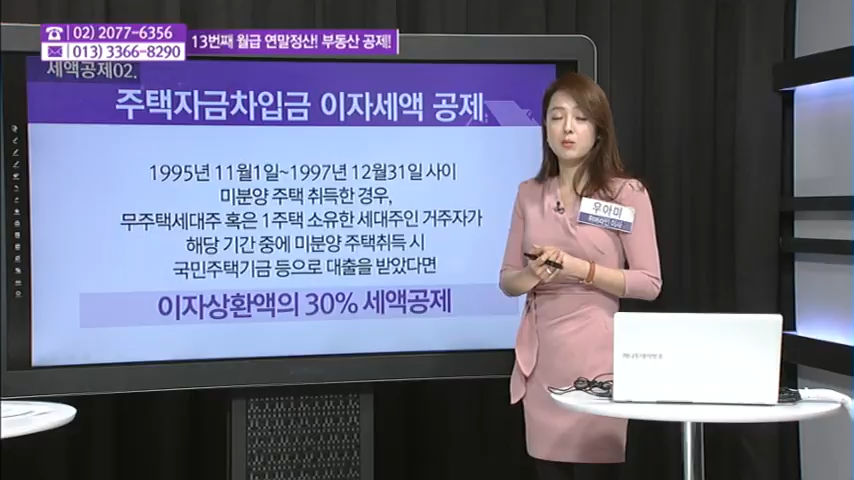 02) 2077-6356
013) 3366-8290
13번째 월급 연말정산! 부동산 공제!
세액공제02.
주택자금차입금 이자세액 공제
1995년 11월1일~1997년 12월31일 사이
미분양 주택 취득한 경우,
무주택세대주 혹은 1주택 소유한 세대주인 거주자가
해당 기간 중에 미분양 주택취득 시
국민주택기금 등으로 대출을 받았다면
이자상환액의 30% 세액공제
우아미